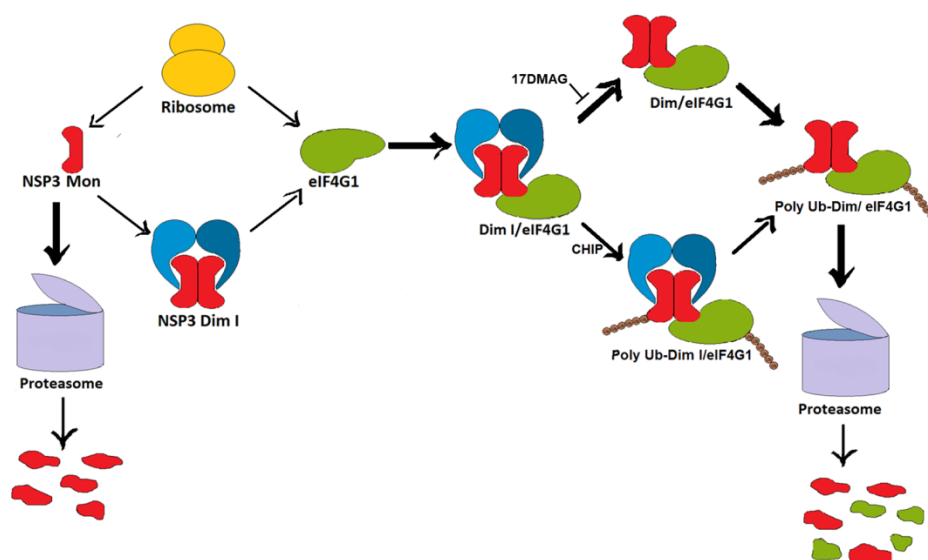 Ribosome
17DMAG
Dim/eIF4G1
NSP3 Mon
eIF4G1
Dim I/eIF4G1
Poly Ub-Dim/ eIF4G1
CHIP
NSP3 Dim I
Poly Ub-Dim I/eIF4G1
Proteasome
Proteasome